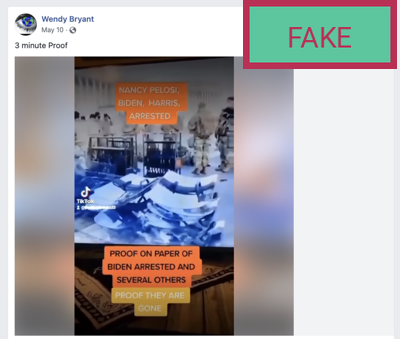 Wendy Bryant
May 10 ·
FAKE
3 minute Proof
NANCY PELOSI,
BIDEN, HARRIS,
ARRESTED
TikTok
PROOF ON PAPER OF
BIDEN ARRESTED AND
SEVERAL OTHERS
PROOF THEY ARE
GONE